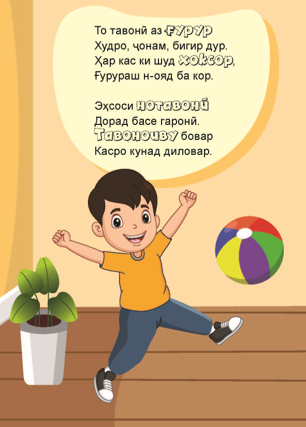 То тавонӣ аз ғурур
Худро, ҷонам, бигир дур.
Ҳар кас ки шуд хоксор,
Ғурураш н-ояд ба кор.

Эҳсоси нотавонӣ
Дорад басе гаронӣ.
Тавоноиву бовар
Касро кунад диловар.